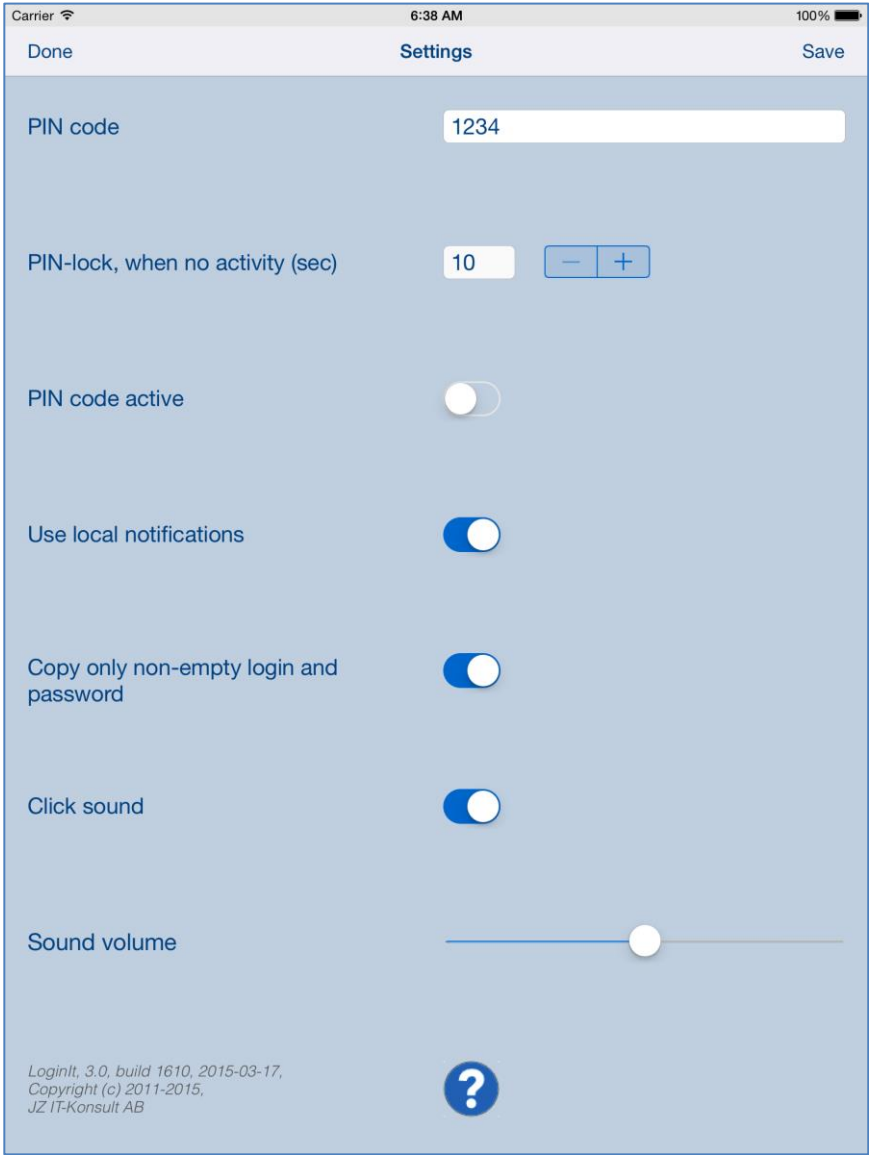 Carrier 6:38 AM 100%
Done Settings Save
PIN code 1234
PIN-lock, when no activity (sec) 10 − +
PIN code active
Use local notifications
Copy only non-empty login and
password
Click sound
Sound volume
LoginIt, 3.0, build 1610, 2015-03-17,
Copyright (c) 2011-2015,
JZ IT-Konsult AB
?